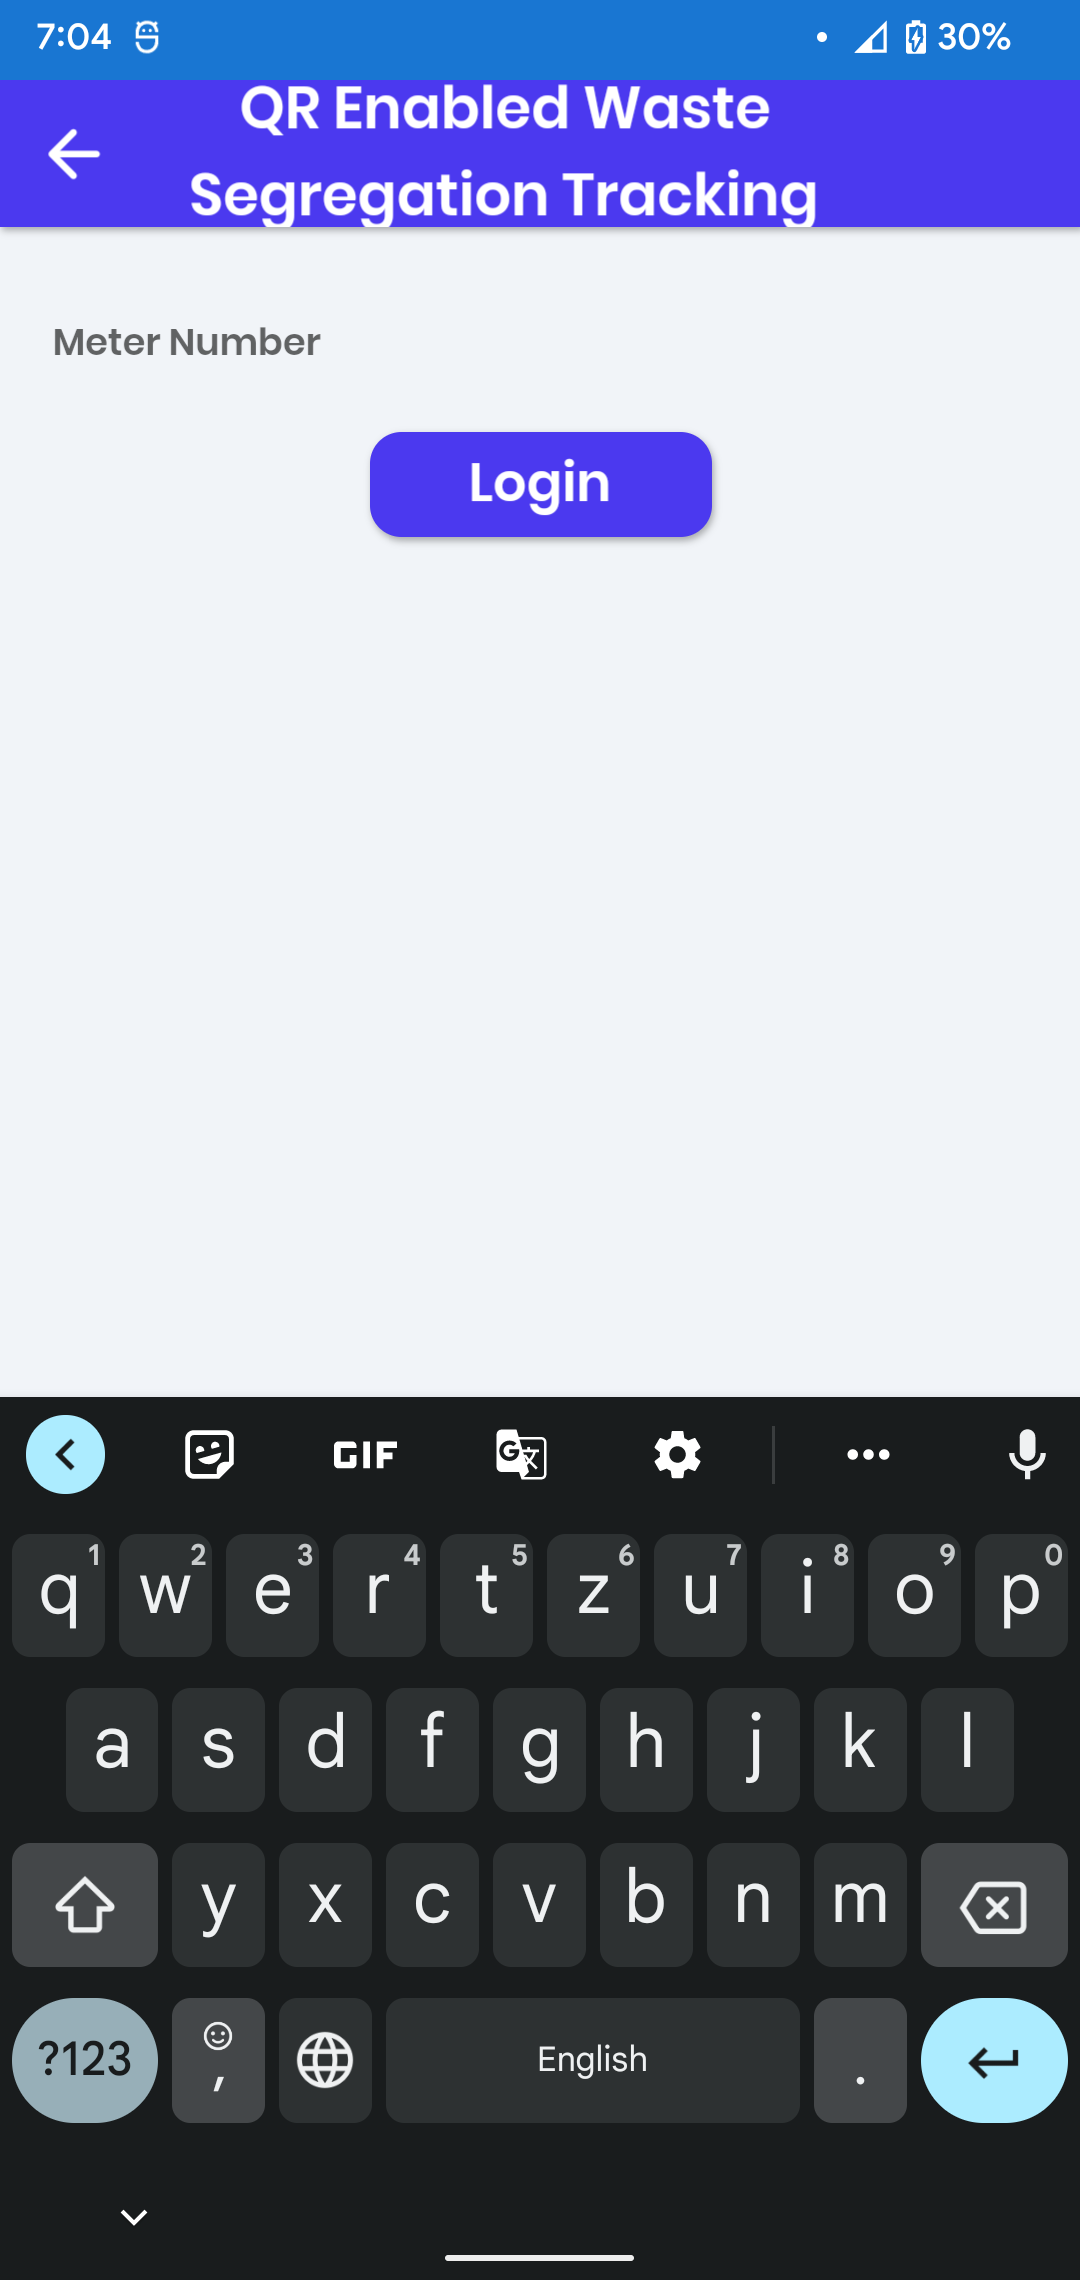 7:04 30%
QR Enabled Waste
Segregation Tracking
Meter Number
Login
GIF
G 文
q 1 w 2 e 3 r 4 t 5 z 6 u 7 i 8 o 9 p 0
a s d f g h j k l
y x c v b n m
?123 , English .